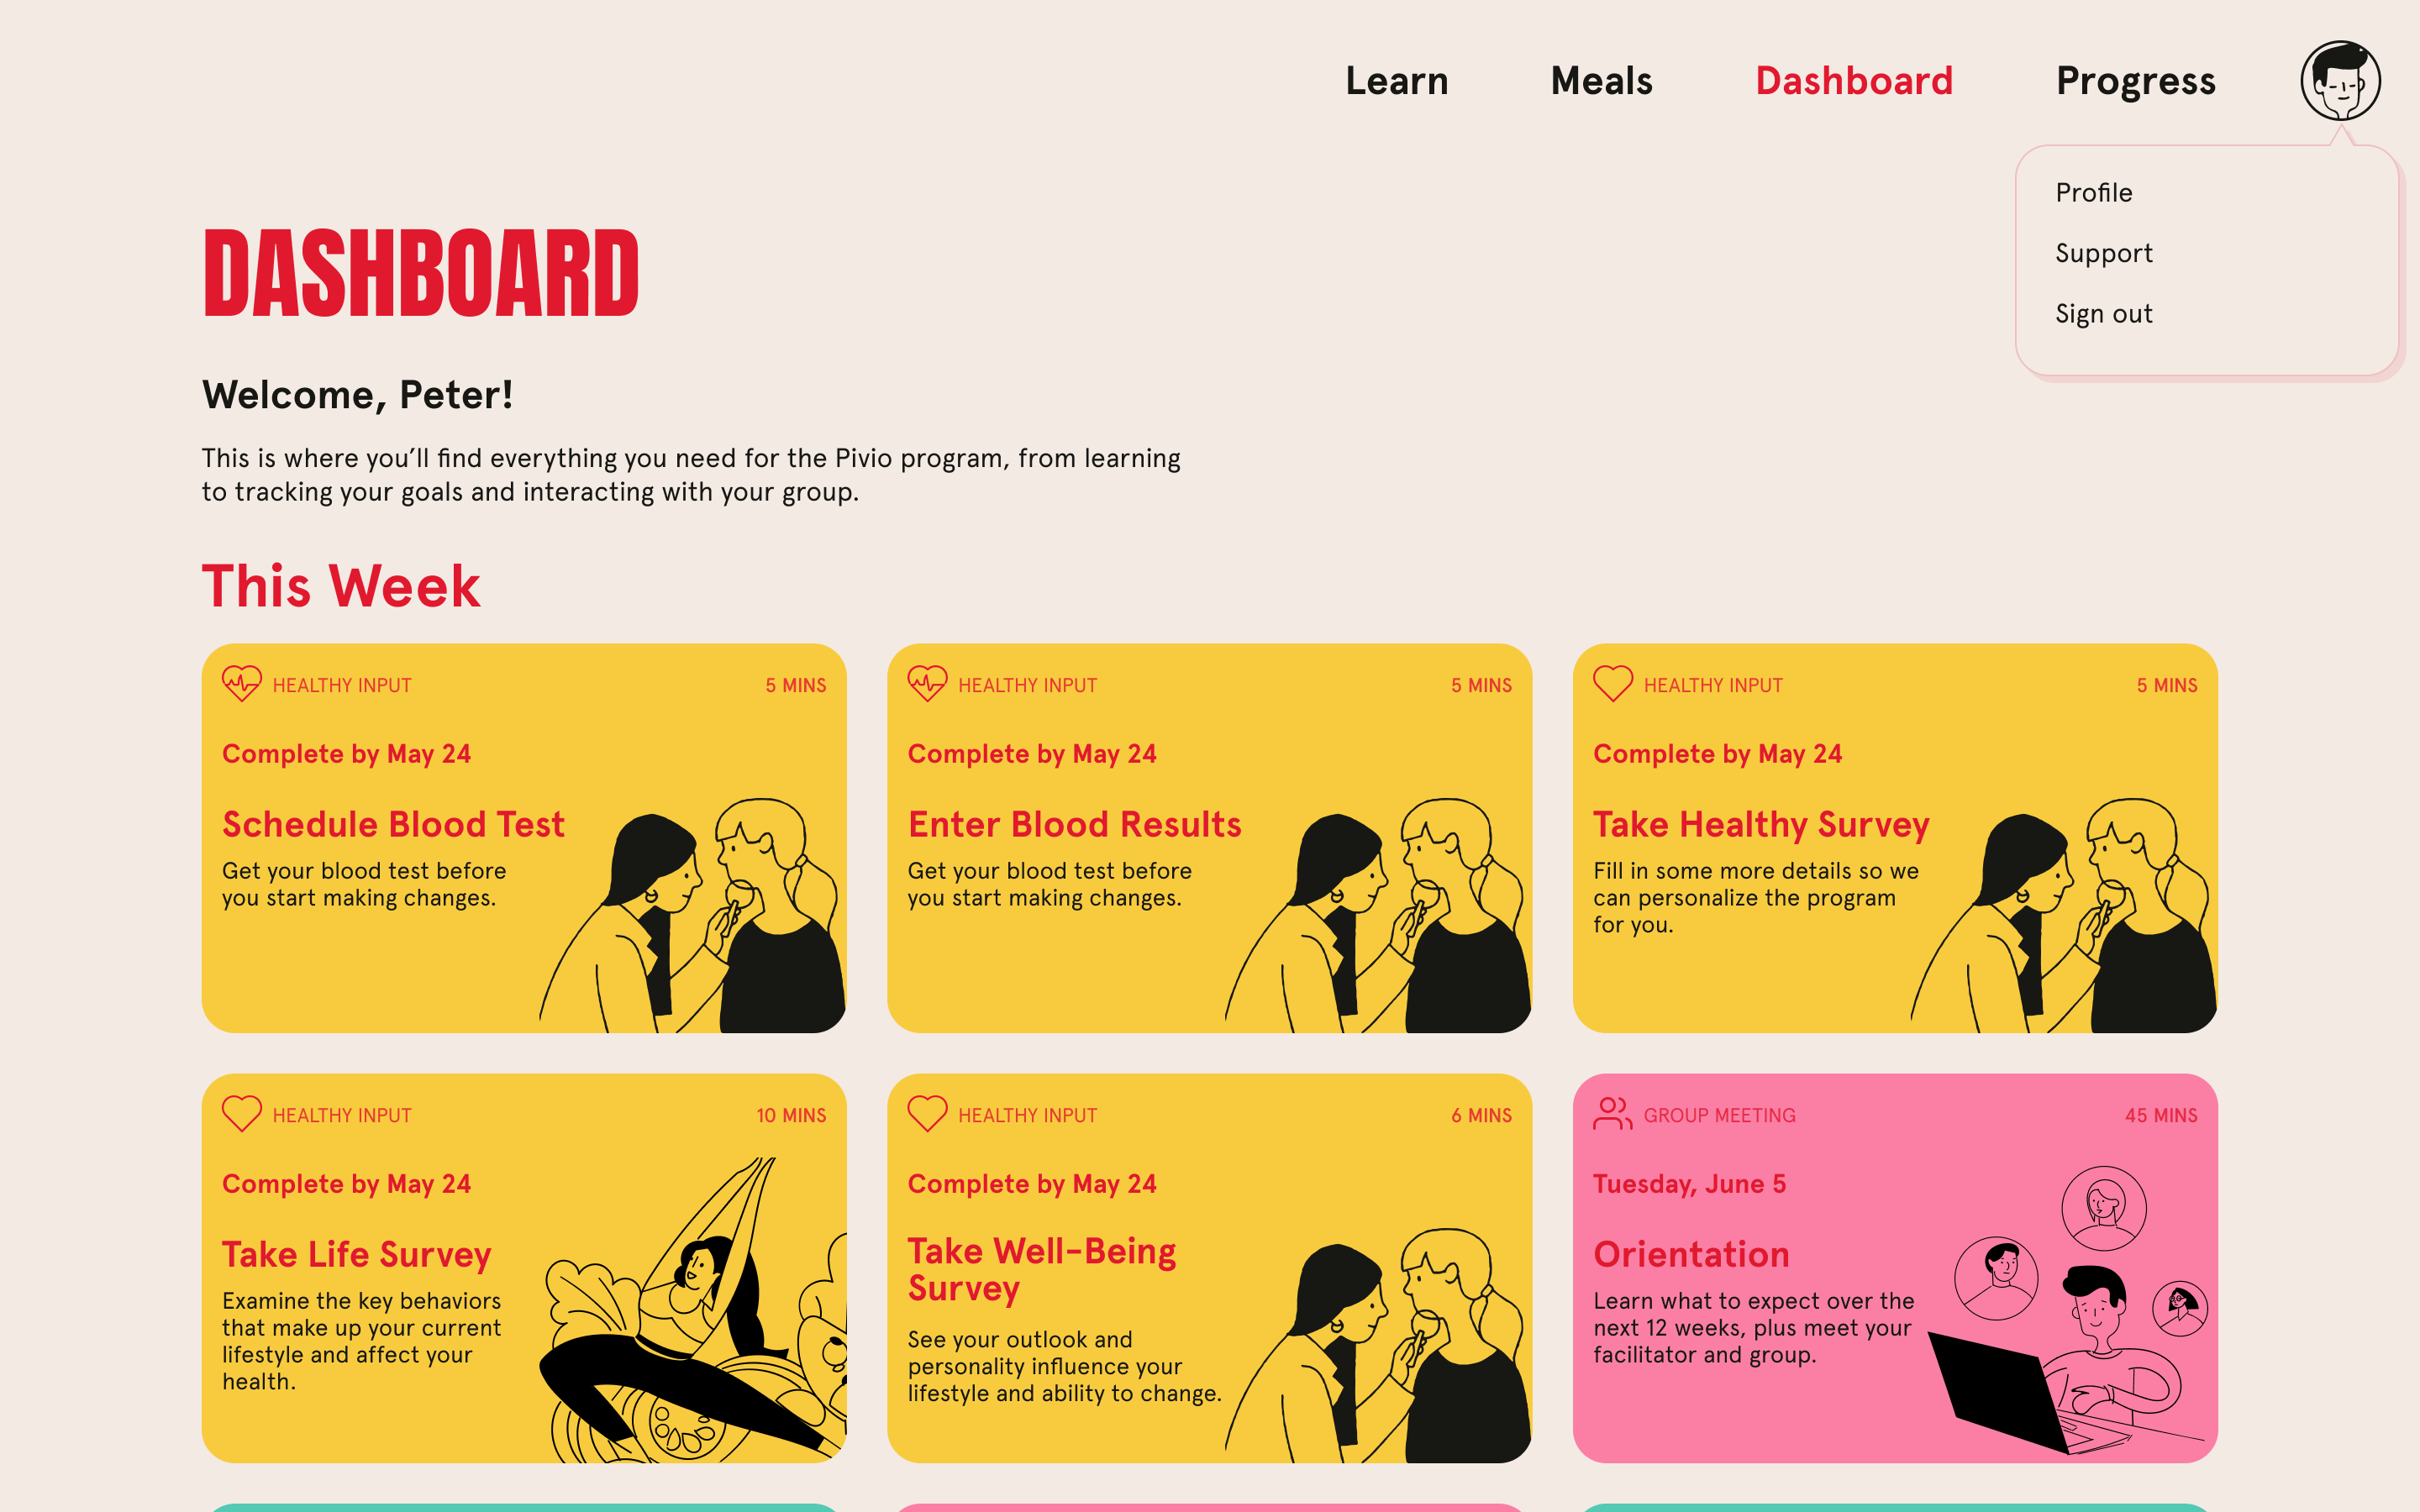 Learn
Meals
Dashboard
Progress
Profile
Support
Sign out
DASHBOARD
Welcome, Peter!
This is where you’ll find everything you need for the Pivio program, from learning
to tracking your goals and interacting with your group.
This Week
HEALTHY INPUT
5 MINS
Complete by May 24
Schedule Blood Test
Get your blood test before
you start making changes.
HEALTHY INPUT
5 MINS
Complete by May 24
Enter Blood Results
Get your blood test before
you start making changes.
HEALTHY INPUT
5 MINS
Complete by May 24
Take Healthy Survey
Fill in some more details so we
can personalize the program
for you.
HEALTHY INPUT
10 MINS
Complete by May 24
Take Life Survey
Examine the key behaviors
that make up your current
lifestyle and affect your
health.
HEALTHY INPUT
6 MINS
Complete by May 24
Take Well-Being
Survey
See your outlook and
personality influence your
lifestyle and ability to change.
GROUP MEETING
45 MINS
Tuesday, June 5
Orientation
Learn what to expect over the
next 12 weeks, plus meet your
facilitator and group.